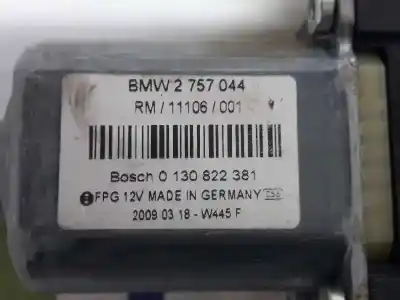 BMW 2 757 044
RM/11106/001
Bosch 0 130 822 381
FPG 12V MADE IN GERMANY
2009 03 18 - W445 F